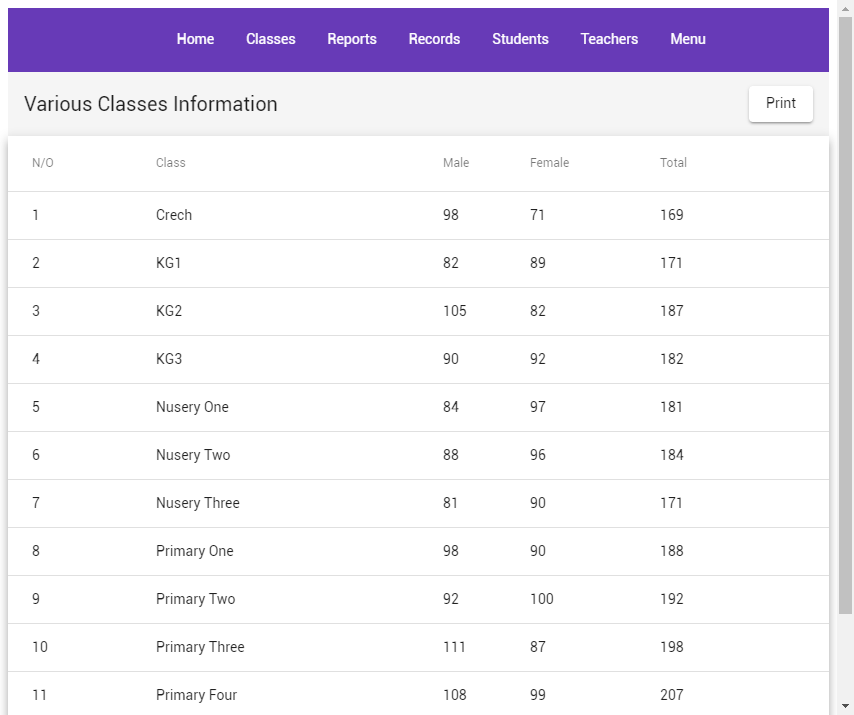 Home Classes Reports Records Students Teachers Menu
Various Classes Information Print
N/O Class Male Female Total
1 Crech 98 71 169
2 KG1 82 89 171
3 KG2 105 82 187
4 KG3 90 92 182
5 Nusery One 84 97 181
6 Nusery Two 88 96 184
7 Nusery Three 81 90 171
8 Primary One 98 90 188
9 Primary Two 92 100 192
10 Primary Three 111 87 198
11 Primary Four 108 99 207